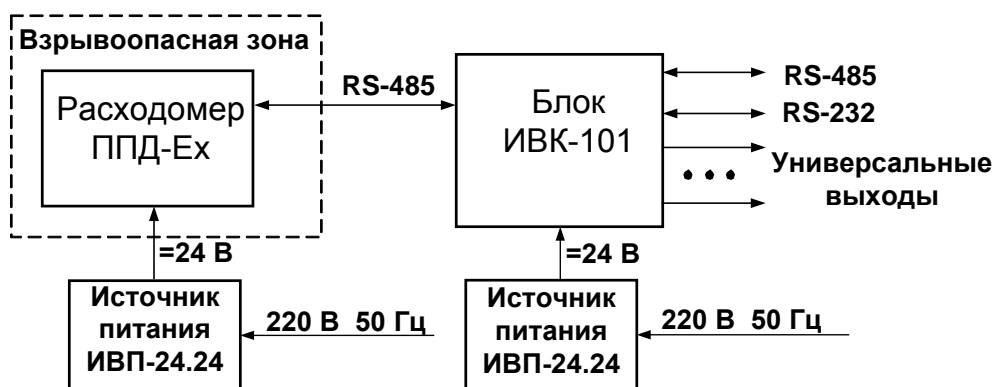 Взрывоопасная зона
Расходомер
ППД-Ex
RS-485
Блок
ИВК-101
RS-485
RS-232
Универсальные
выходы
=24 В
=24 В
Источник
питания
ИВП-24.24
220 В 50 Гц
Источник
питания
ИВП-24.24
220 В 50 Гц